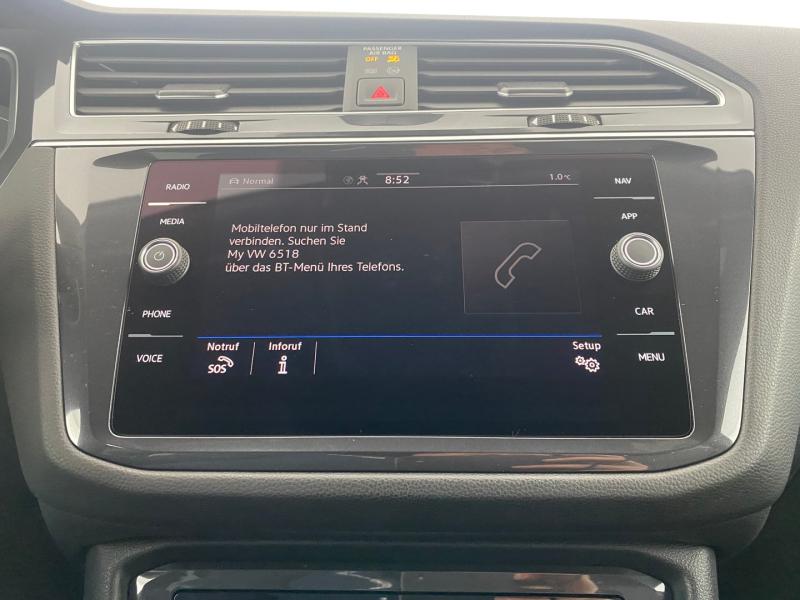 PASSENGER
AIR BAG
OFF
RADIO
Normal
8:52
1.0°C
NAV
MEDIA
APP
Mobiltelefon nur im Stand
verbinden. Suchen Sie
My VW 6518
über das BT-Menü Ihres Telefons.
PHONE
CAR
Notruf
Inforuf
Setup
VOICE
SOS
i
MENU